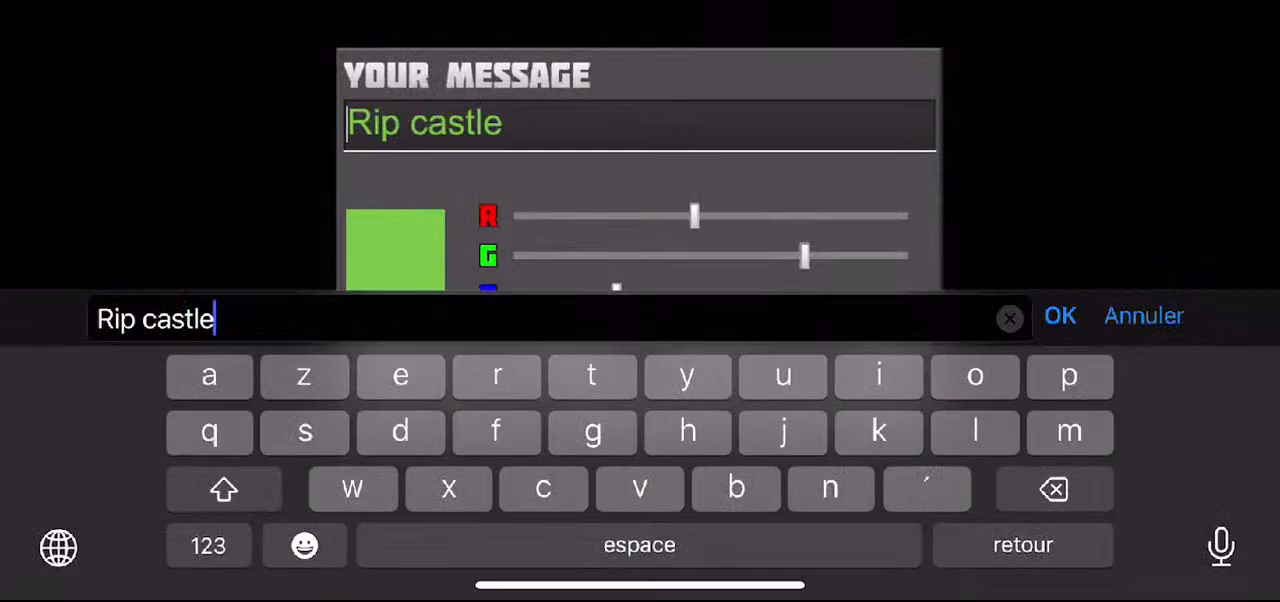 YOUR MESSAGE
Rip castle
R
G
Rip castle OK Annuler
a z e r t y u i o p
q s d f g h j k l m
w x c v b n ´
123 espace retour